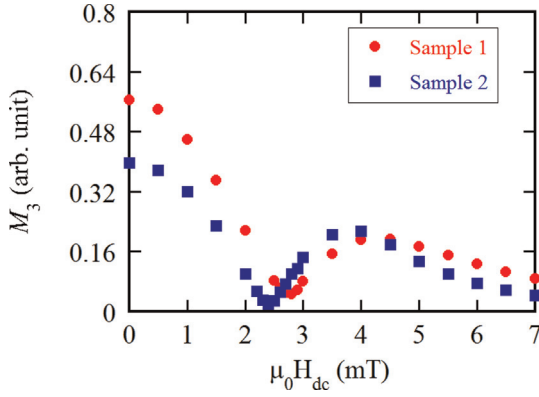 0.8
0.64
0.48
0.32
0.16
0
M3 (arb. unit)
Sample 1
Sample 2
0 1 2 3 4 5 6 7
μ0Hdc (mT)